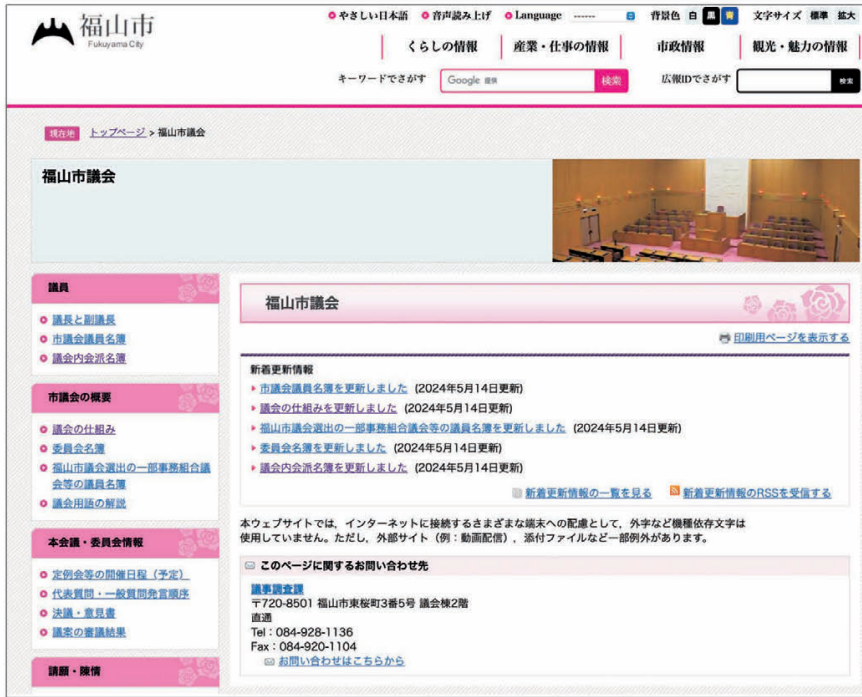 福山市
Fukuyama City
やさしい日本語 音声読み上げ Language ------ 背景色 白 黒 青 文字サイズ 標準 拡大
くらしの情報 産業・仕事の情報 市政情報 観光・魅力の情報
キーワードでさがす Google 提供 検索 広報IDでさがす 検索
現在地 トップページ > 福山市議会
福山市議会
議員
議長と副議長
市議会議員名簿
議会内会派名簿
市議会の概要
議会の仕組み
委員会名簿
福山市議会選出の一部事務組合議
会等の議員名簿
議会用語の解説
本会議・委員会情報
定例会等の開催日程（予定）
代表質問・一般質問発言順序
決議・意見書
議案の審議結果
請願・陳情
福山市議会
印刷用ページを表示する
新着更新情報
市議会議員名簿を更新しました (2024年5月14日更新)
議会の仕組みを更新しました (2024年5月14日更新)
福山市議会選出の一部事務組合議会等の議員名簿を更新しました (2024年5月14日更新)
委員会名簿を更新しました (2024年5月14日更新)
議会内会派名簿を更新しました (2024年5月14日更新)
新着更新情報の一覧を見る 新着更新情報のRSSを受信する
本ウェブサイトでは，インターネットに接続するさまざまな端末への配慮として，外字など機種依存文字は
使用していません。ただし，外部サイト（例：動画配信），添付ファイルなど一部例外があります。
このページに関するお問い合わせ先
議事調査課
〒720-8501 福山市東桜町3番5号 議会棟2階
直通
Tel：084-928-1136
Fax：084-920-1104
お問い合わせはこちらから